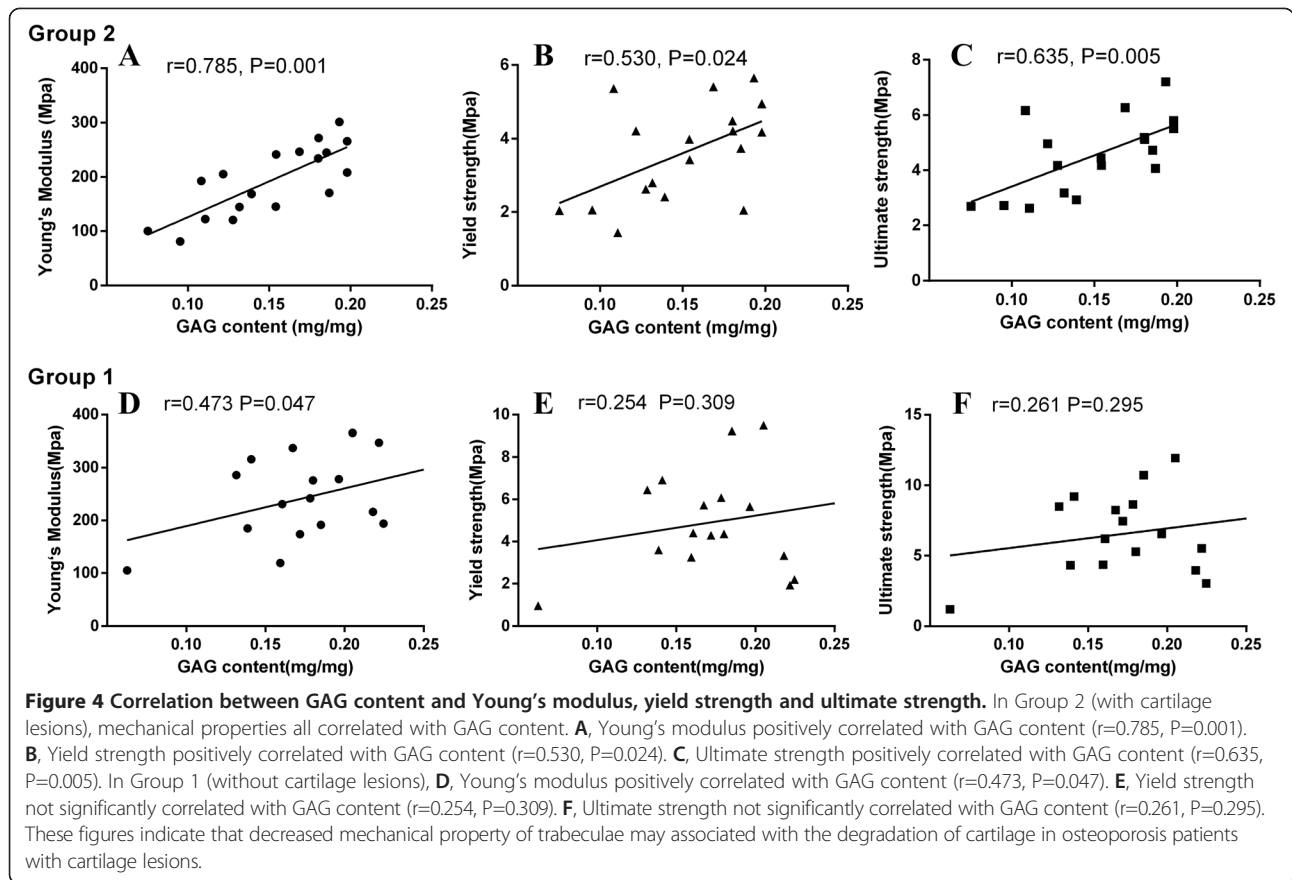 Group 2
A r=0.785, P=0.001
Young's Modulus (Mpa)
400
300
200
100
0
0.10 0.15 0.20 0.25
GAG content (mg/mg)
B r=0.530, P=0.024
Yield strength(Mpa)
6
4
2
0
0.10 0.15 0.20 0.25
GAG content (mg/mg)
C r=0.635, P=0.005
Ultimate strength(Mpa)
8
6
4
2
0
0.10 0.15 0.20 0.25
GAG content (mg/mg)
Group 1
D r=0.473 P=0.047
Young‘s Modulus(Mpa)
400
300
200
100
0
0.10 0.15 0.20 0.25
GAG content(mg/mg)
E r=0.254 P=0.309
Yield strength(Mpa)
10
8
6
4
2
0
0.10 0.15 0.20 0.25
GAG content(mg/mg)
F r=0.261 P=0.295
Ultimate strength(Mpa)
15
10
5
0
0.10 0.15 0.20 0.25
GAG content(mg/mg)
Figure 4 Correlation between GAG content and Young’s modulus, yield strength and ultimate strength. In Group 2 (with cartilage
lesions), mechanical properties all correlated with GAG content. A, Young’s modulus positively correlated with GAG content (r=0.785, P=0.001).
B, Yield strength positively correlated with GAG content (r=0.530, P=0.024). C, Ultimate strength positively correlated with GAG content (r=0.635,
P=0.005). In Group 1 (without cartilage lesions), D, Young’s modulus positively correlated with GAG content (r=0.473, P=0.047). E, Yield strength
not significantly correlated with GAG content (r=0.254, P=0.309). F, Ultimate strength not significantly correlated with GAG content (r=0.261, P=0.295).
These figures indicate that decreased mechanical property of trabeculae may associated with the degradation of cartilage in osteoporosis patients
with cartilage lesions.